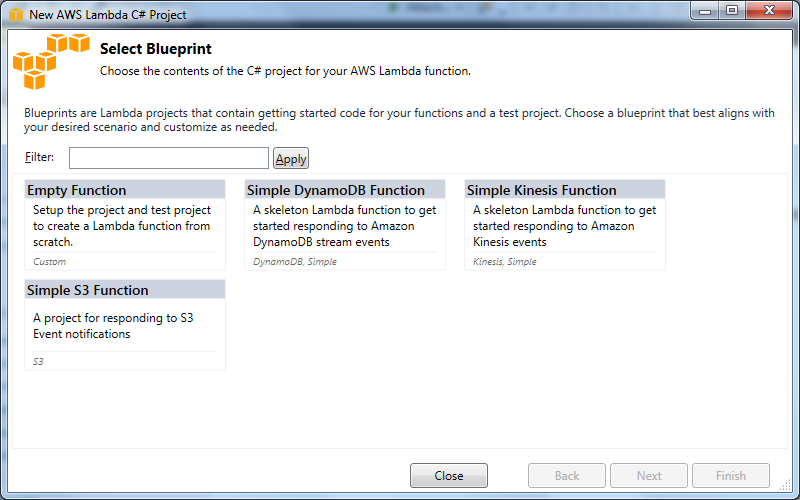 New AWS Lambda C# Project
Select Blueprint
Choose the contents of the C# project for your AWS Lambda function.
Blueprints are Lambda projects that contain getting started code for your functions and a test project. Choose a blueprint that best aligns with
your desired scenario and customize as needed.
Filter:
Apply
Empty Function
Setup the project and test project
to create a Lambda function from
scratch.
Custom
Simple DynamoDB Function
A skeleton Lambda function to get
started responding to Amazon
DynamoDB stream events
DynamoDB, Simple
Simple Kinesis Function
A skeleton Lambda function to get
started responding to Amazon
Kinesis events
Kinesis, Simple
Simple S3 Function
A project for responding to S3
Event notifications
S3
Close
Back
Next
Finish